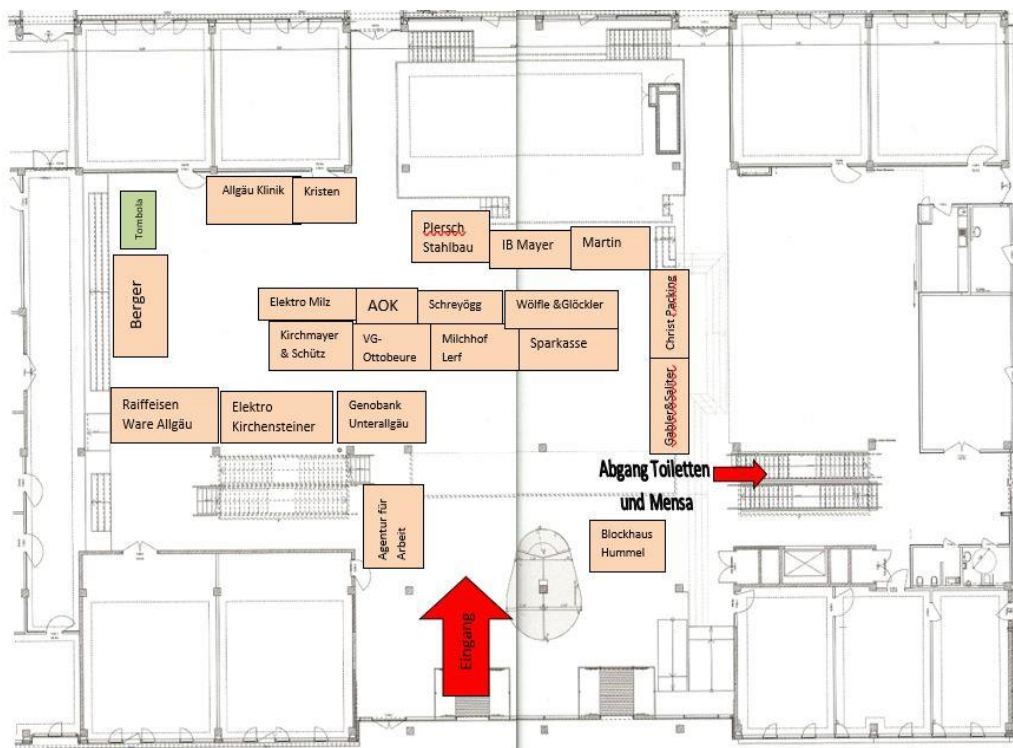 Tombola
Allgäu Klinik
Kristen
Berger
Plersch
Stahlbau
IB Mayer
Martin
Elektro Milz
AOK
Schreyögg
Wölfle &Glöckler
Christ Packing
Kirchmayer
& Schütz
VG-
Ottobeure
Milchhof
Lerf
Sparkasse
Gabler&Saliter
Raiffeisen
Ware Allgäu
Elektro
Kirchensteiner
Genobank
Unterallgäu
Abgang Toiletten
und Mensa
Agentur für
Arbeit
Blockhaus
Hummel
Eingang